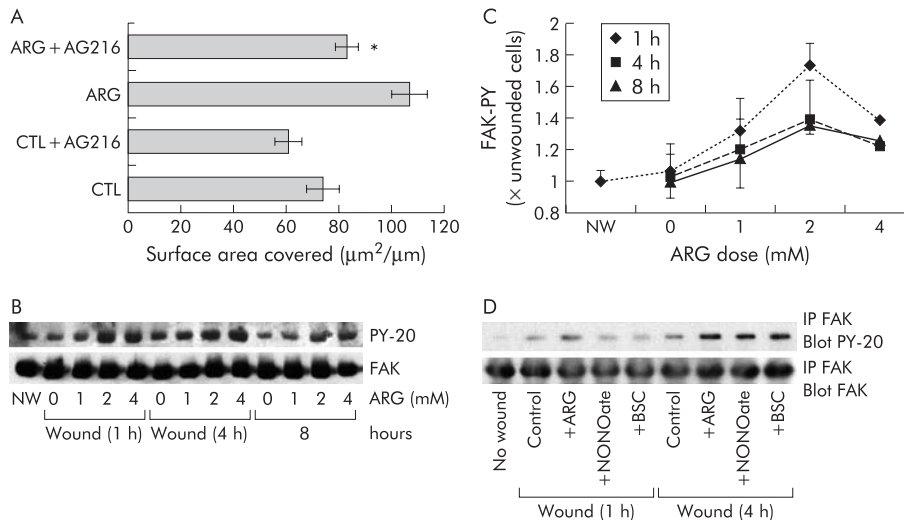 A
ARG + AG216
*
ARG
CTL + AG216
CTL
0 20 40 60 80 100 120
Surface area covered (µm²/µm)
C
1 h
4 h
8 h
FAK-PY
(× unwounded cells)
2
1.8
1.6
1.4
1.2
1
0.8
NW 0 1 2 4
ARG dose (mM)
B
PY-20
FAK
NW 0 1 2 4 0 1 2 4 0 1 2 4 ARG (mM)
Wound (1 h) Wound (4 h) 8 hours
D
IP FAK
Blot PY-20
IP FAK
Blot FAK
No wound
Control
+ARG
+NONOate
+BSC
Control
+ARG
+NONOate
+BSC
Wound (1 h) Wound (4 h)